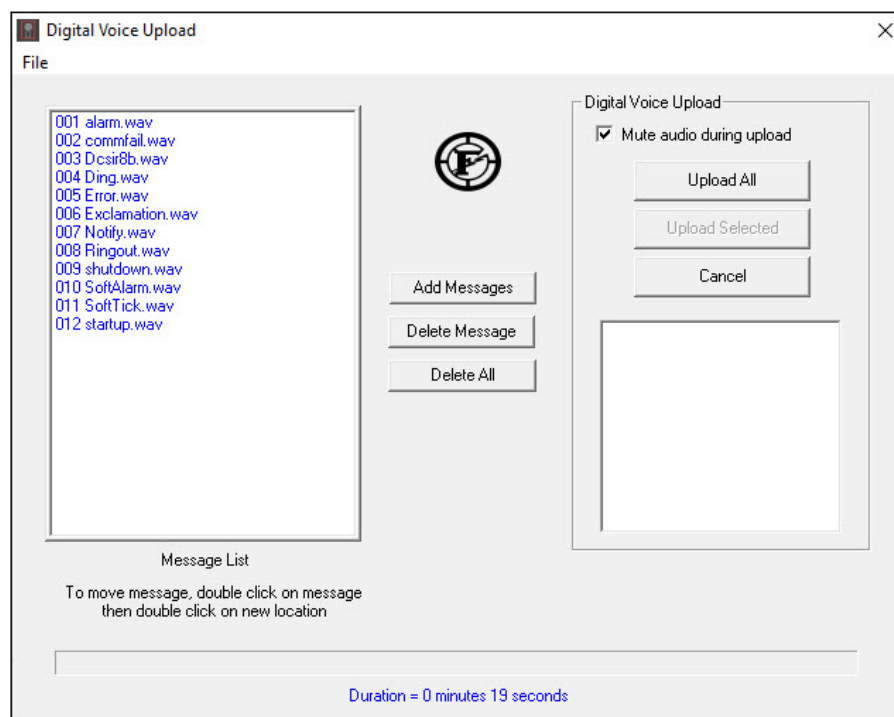 Digital Voice Upload
File
001 alarm.wav
002 commfail.wav
003 Dcsir8b.wav
004 Ding.wav
005 Error.wav
006 Exclamation.wav
007 Notify.wav
008 Ringout.wav
009 shutdown.wav
010 SoftAlarm.wav
011 SoftTick.wav
012 startup.wav
Message List
To move message, double click on message
then double click on new location
F
Add Messages
Delete Message
Delete All
Digital Voice Upload
Mute audio during upload
Upload All
Upload Selected
Cancel
Duration = 0 minutes 19 seconds